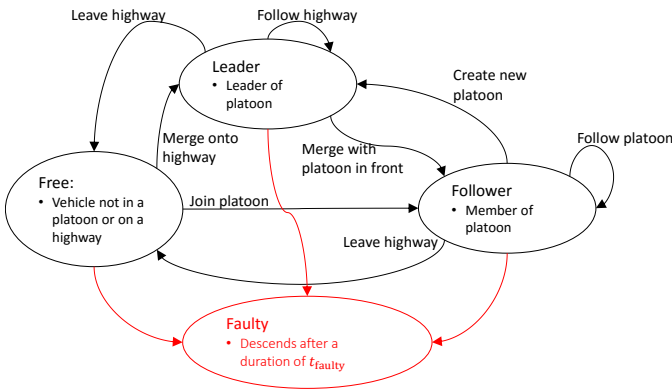 Leave highway
Follow highway
Leader
• Leader of
platoon
Create new
platoon
Merge onto
highway
Merge with
platoon in front
Follow platoon
Free:
• Vehicle not in a
platoon or on a
highway
Join platoon
Follower
• Member of
platoon
Leave highway
Faulty
• Descends after a
duration of t_faulty